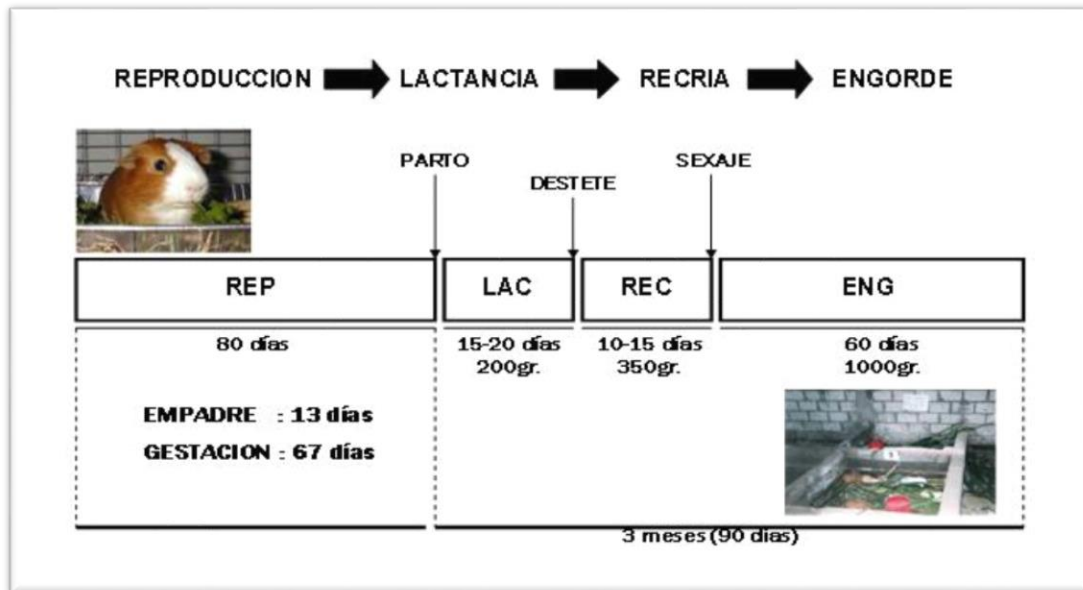 REPRODUCCION LACTANCIA RECRIA ENGORDE
PARTO
DESTETE
SEXAJE
REP
LAC
REC
ENG
80 días
15-20 días
200gr.
10-15 días
350gr.
60 días
1000gr.
EMPADRE : 13 días
GESTACION : 67 días
3 meses (90 dias)